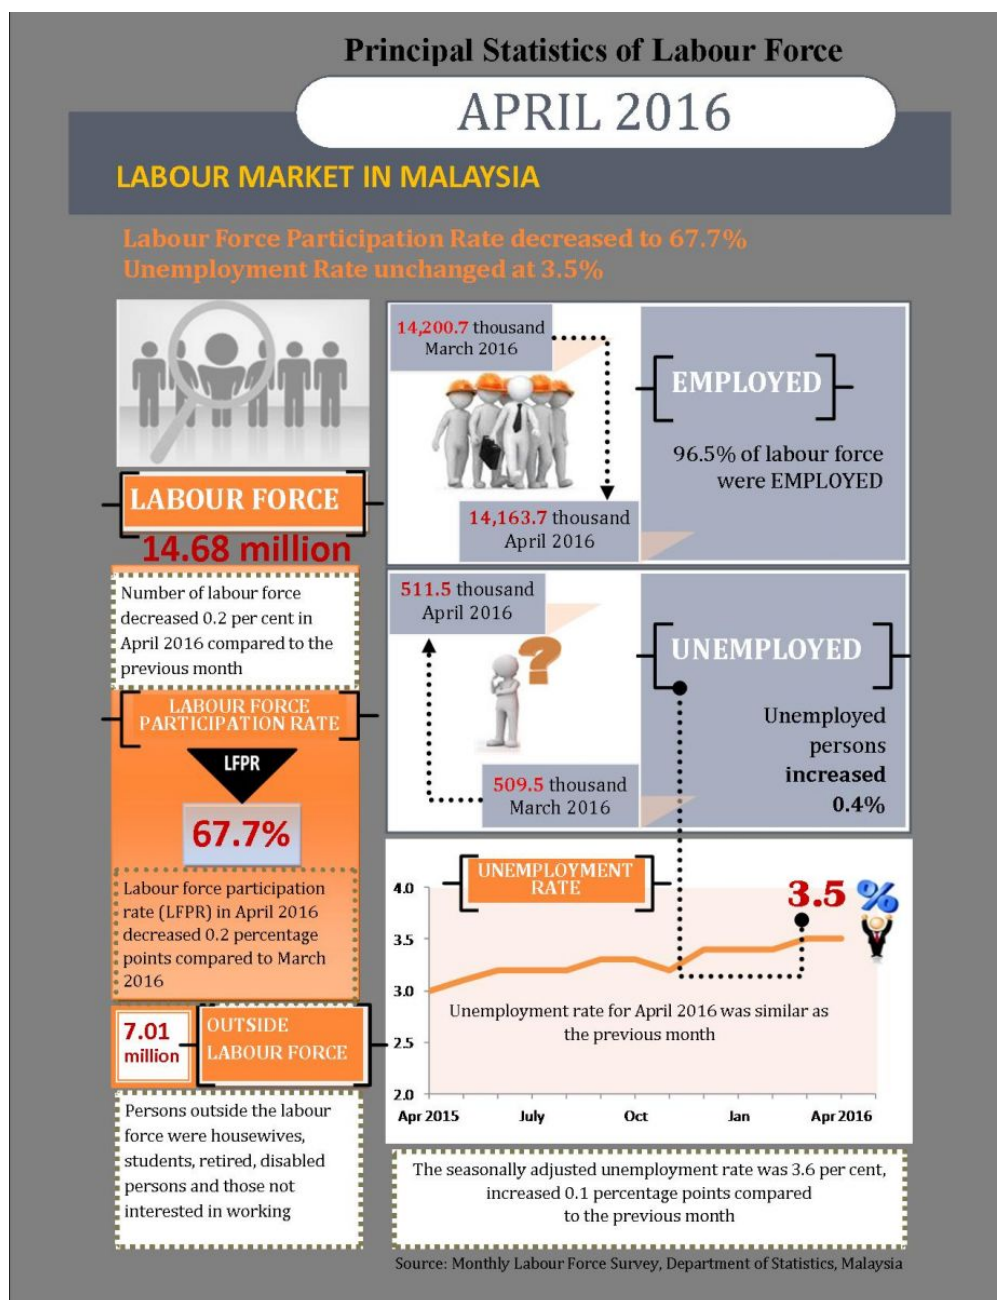 Principal Statistics of Labour Force
APRIL 2016
LABOUR MARKET IN MALAYSIA
Labour Force Participation Rate decreased to 67.7%
Unemployment Rate unchanged at 3.5%
LABOUR FORCE
14.68 million
Number of labour force
decreased 0.2 per cent in
April 2016 compared to the
previous month
LABOUR FORCE
PARTICIPATION RATE
LFPR
67.7%
Labour force participation
rate (LFPR) in April 2016
decreased 0.2 percentage
points compared to March
2016
7.01
million
OUTSIDE
LABOUR FORCE
Persons outside the labour
force were housewives,
students, retired, disabled
persons and those not
interested in working
14,200.7 thousand
March 2016
14,163.7 thousand
April 2016
EMPLOYED
96.5% of labour force
were EMPLOYED
511.5 thousand
April 2016
509.5 thousand
March 2016
UNEMPLOYED
Unemployed
persons
increased
0.4%
UNEMPLOYMENT
RATE
3.5 %
4.0
3.5
3.0
2.5
2.0
Unemployment rate for April 2016 was similar as
the previous month
Apr 2015 July Oct Jan Apr 2016
The seasonally adjusted unemployment rate was 3.6 per cent,
increased 0.1 percentage points compared
to the previous month
Source: Monthly Labour Force Survey, Department of Statistics, Malaysia